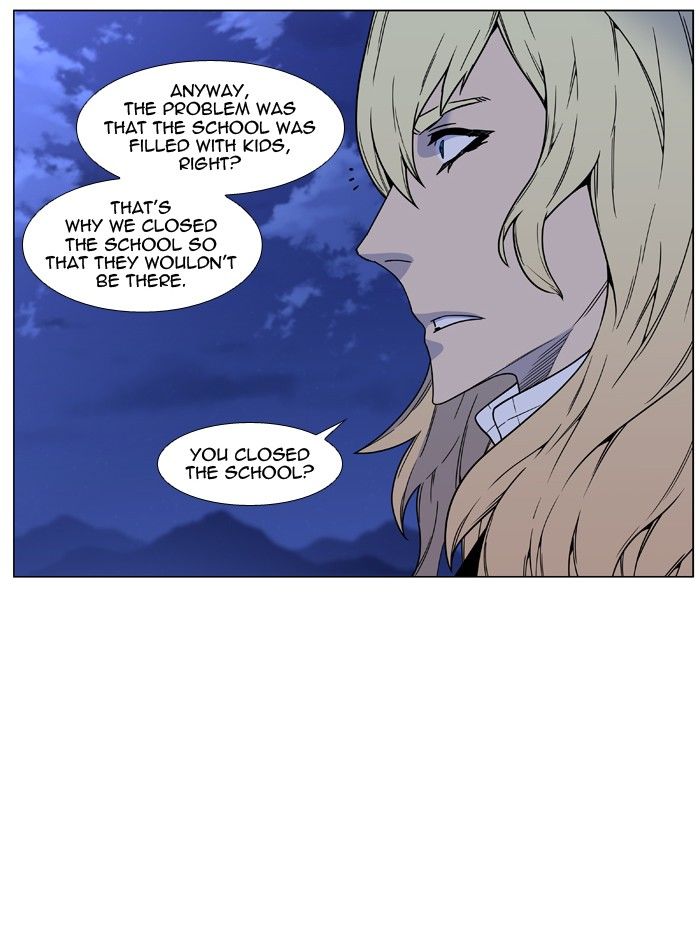 ANYWAY,
THE PROBLEM WAS
THAT THE SCHOOL WAS
FILLED WITH KIDS,
RIGHT?
THAT'S
WHY WE CLOSED
THE SCHOOL SO
THAT THEY WOULDN'T
BE THERE.
YOU CLOSED
THE SCHOOL?